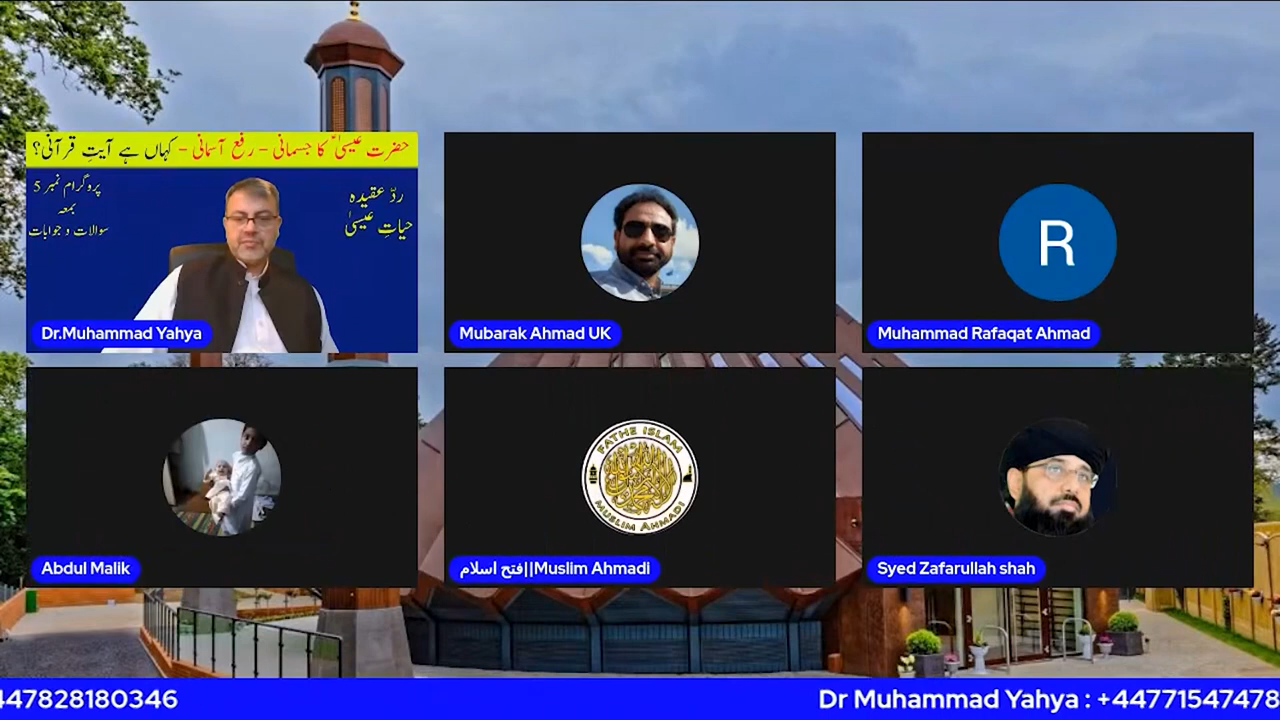 حضرت عیسیٰؑ کا جسمانی - رفع آسمانی - کہاں ہے آیتِ قرآنی؟
پروگرام نمبر 5
بمعہ
سوالات و جوابات
ردِّ عقیدہ
حیاتِ عیسیٰ
Dr.Muhammad Yahya
Mubarak Ahmad UK
R
Muhammad Rafaqat Ahmad
Abdul Malik
FATHE ISLAM
MUSLIM AHMADI
فتح اسلام||Muslim Ahmadi
Syed Zafarullah shah
447828180346
Dr Muhammad Yahya : +44771547478